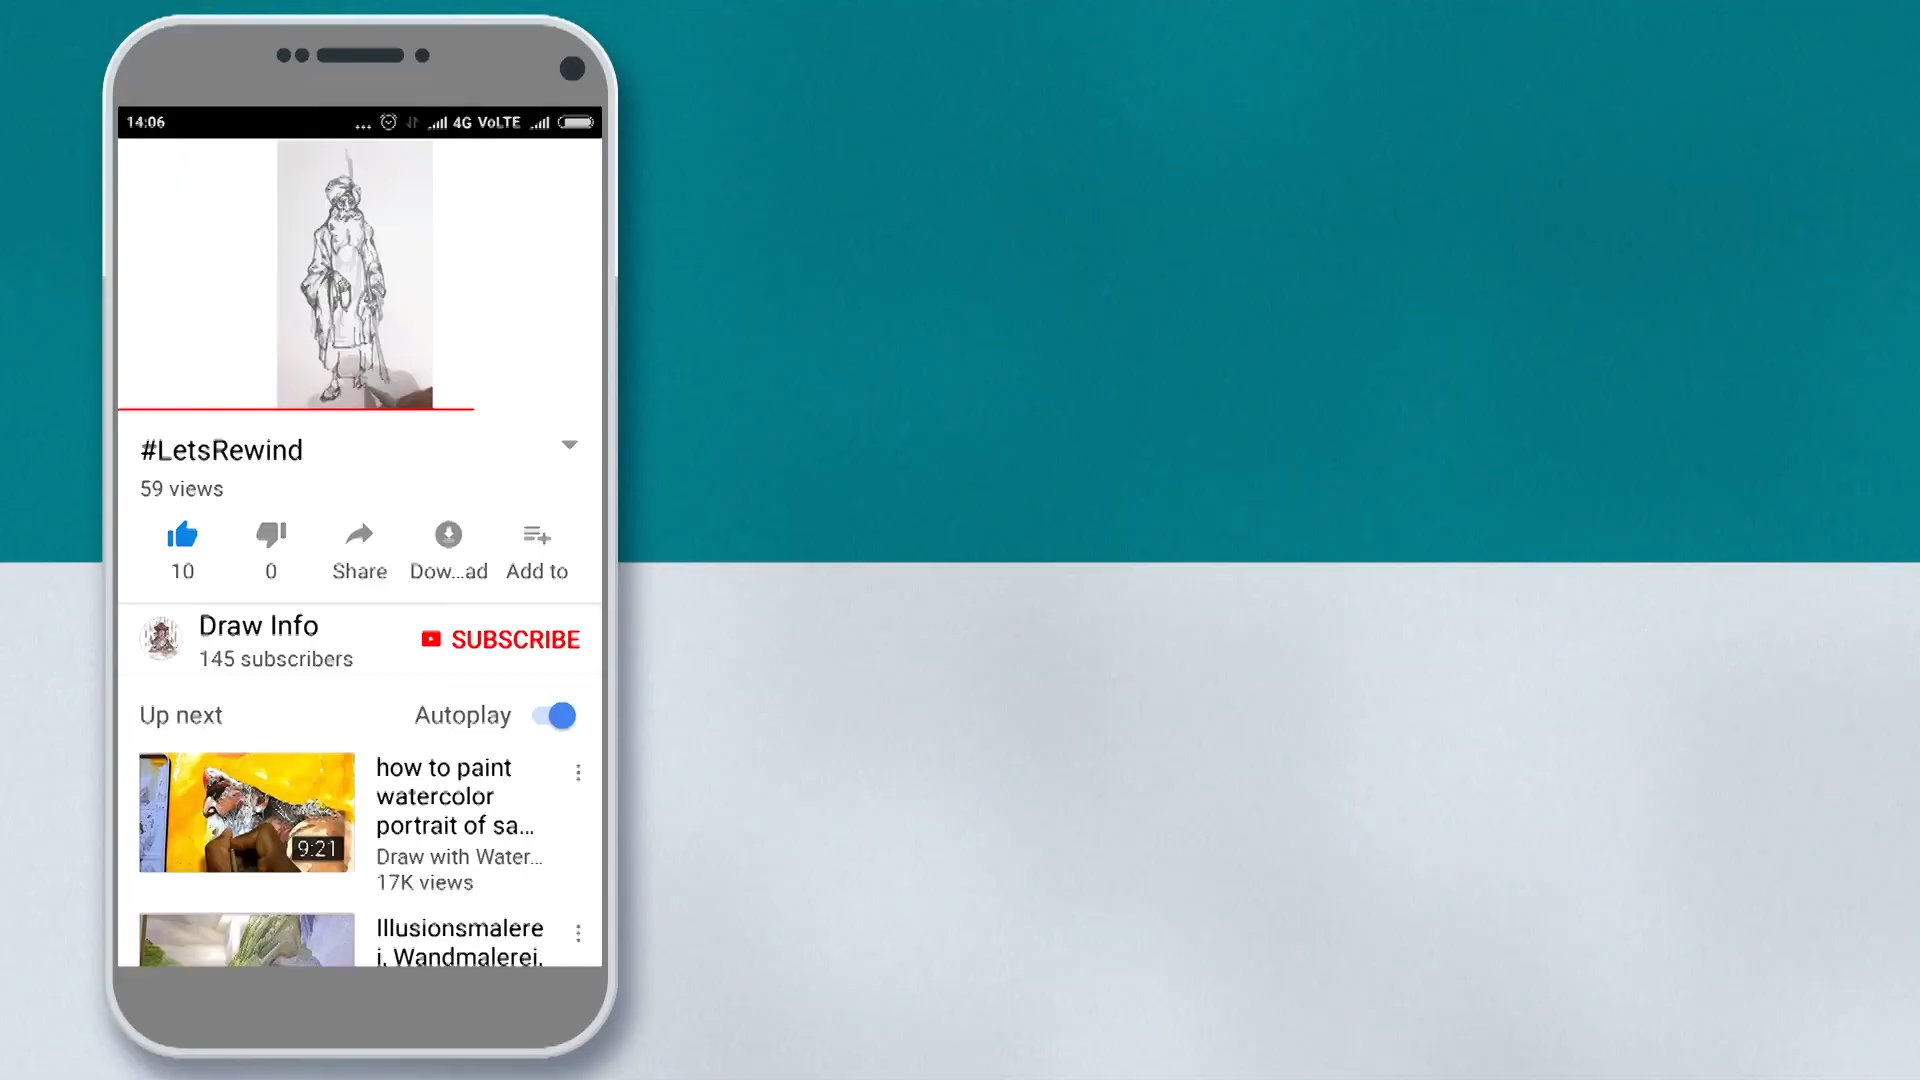 14:06 ... 4G VoLTE
#LetsRewind
59 views
10 0 Share Dow...ad Add to
Draw Info
SUBSCRIBE
145 subscribers
Up next Autoplay
how to paint
watercolor
portrait of sa...
9:21
Draw with Water...
17K views
Illusionsmalere
i, Wandmalerei,